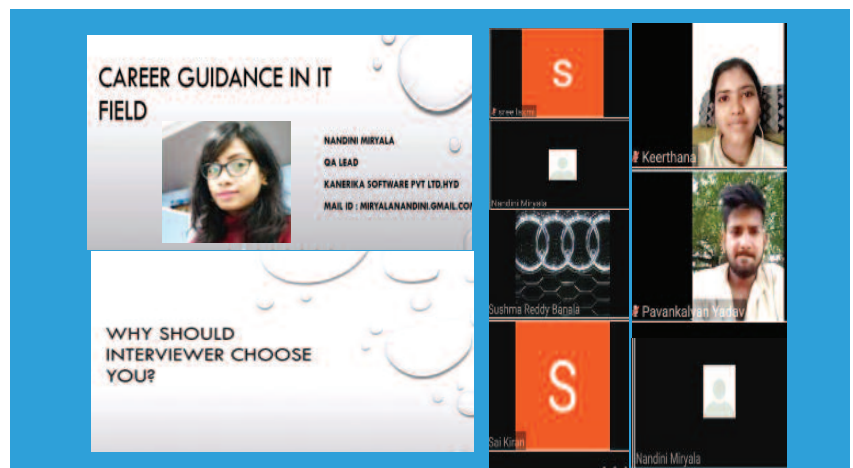 CAREER GUIDANCE IN IT
FIELD
NANDINI MIRYALA
QA LEAD
KANERIKA SOFTWARE PVT LTD.HYD
MAIL ID : MIRYALANANDINI.GMAIL.COM
WHY SHOULD
INTERVIEWER CHOOSE
YOU?
S
Nandini Miryala
Sushma Reddy Banala
S
Sai Kiran
Keerthana
Pavankalyan Yadav
Nandini Miryala